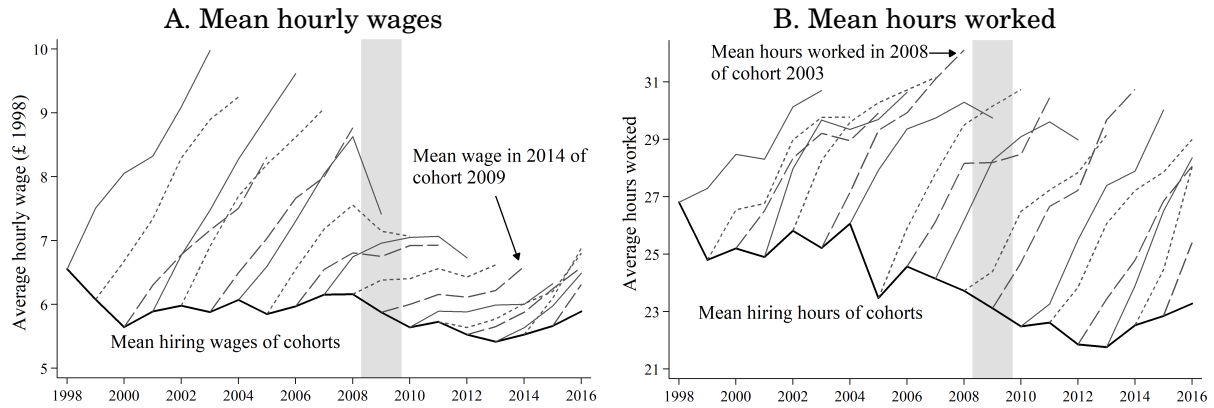 A. Mean hourly wages
Average hourly wage (£ 1998)
10
9
8
7
6
5
Mean wage in 2014 of
cohort 2009
Mean hiring wages of cohorts
1998 2000 2002 2004 2006 2008 2010 2012 2014 2016
B. Mean hours worked
Average hours worked
31
29
27
25
23
21
Mean hours worked in 2008
of cohort 2003
Mean hiring hours of cohorts
1998 2000 2002 2004 2006 2008 2010 2012 2014 2016